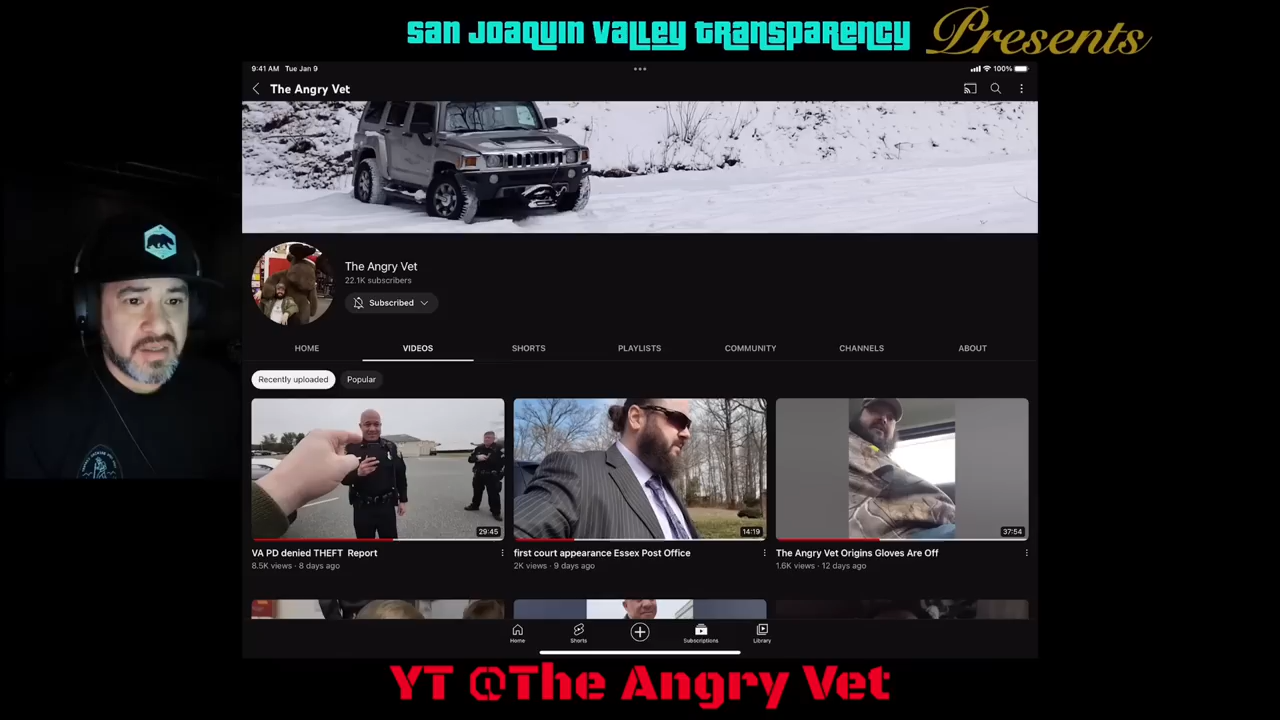 San Joaquin Valley Transparency Presents
9:41 AM Tue Jan 9
100%
The Angry Vet
The Angry Vet
22.1K subscribers
Subscribed
HOME VIDEOS SHORTS PLAYLISTS COMMUNITY CHANNELS ABOUT
Recently uploaded Popular
29:45 14:19 37:54
VA PD denied THEFT Report
8.5K views · 8 days ago
first court appearance Essex Post Office
2K views · 9 days ago
The Angry Vet Origins Gloves Are Off
1.6K views · 12 days ago
Home Shorts Subscriptions Library
YT @The Angry Vet